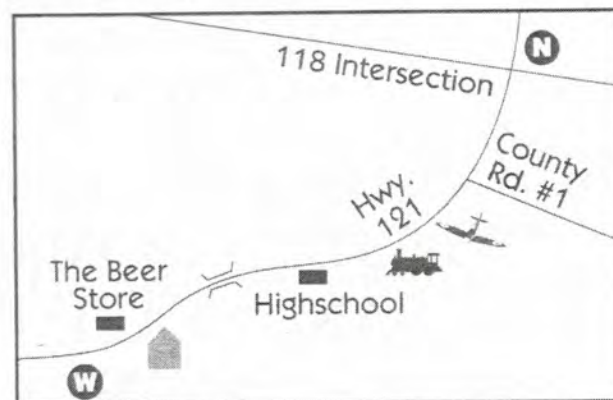 N
118 Intersection
County
Rd. #1
Hwy.
121
The Beer
Store
Highschool
W